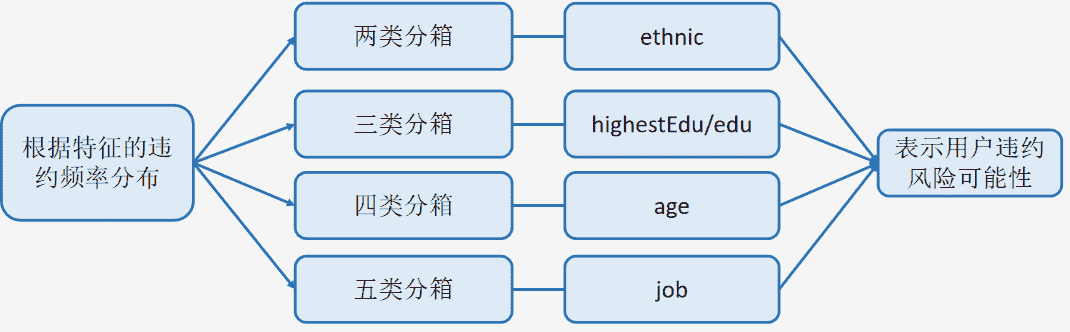 根据特征的违
约频率分布
两类分箱
ethnic
三类分箱
highestEdu/edu
四类分箱
age
五类分箱
job
表示用户违约
风险可能性